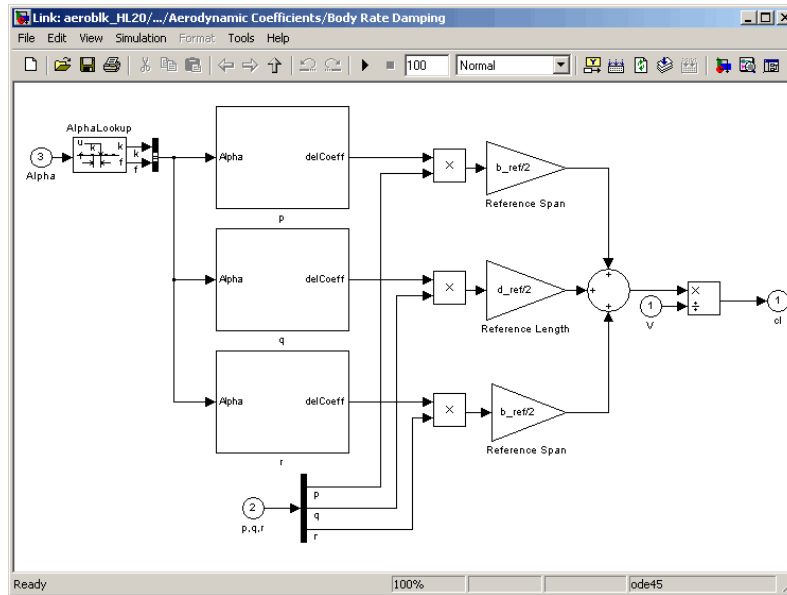 Link: aeroblk_HL20/.../Aerodynamic Coefficients/Body Rate Damping
File Edit View Simulation Format Tools Help
100 Normal
AlphaLookup
u k k
f f
k
f
3
Alpha
Alpha delCoeff
p
×
b_ref/2
Reference Span
Alpha delCoeff
q
×
d_ref/2
Reference Length
+
+
+
1
V
×
÷
1
cl
Alpha delCoeff
r
×
b_ref/2
Reference Span
2
p,q,r
p
q
r
Ready 100% ode45